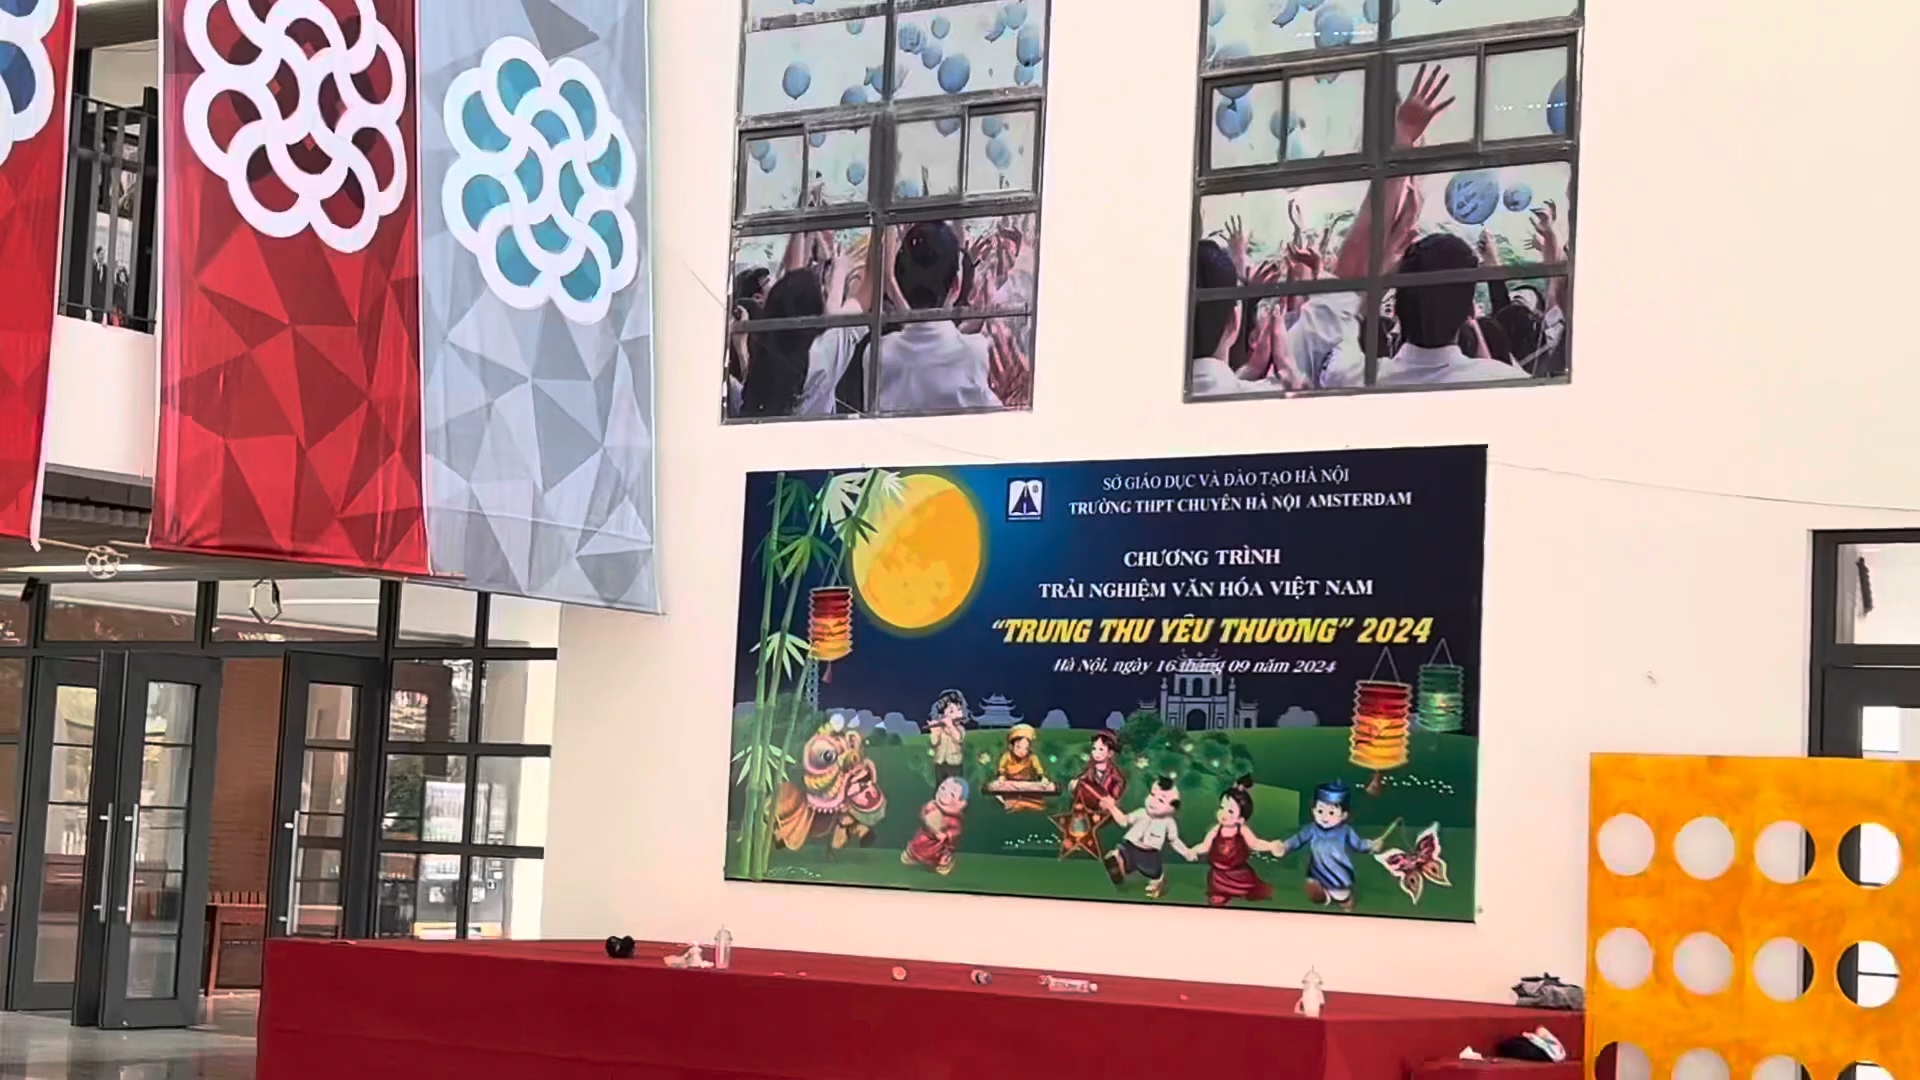 SỞ GIÁO DỤC VÀ ĐÀO TẠO HÀ NỘI
TRƯỜNG THPT CHUYÊN HÀ NỘI AMSTERDAM
CHƯƠNG TRÌNH
TRẢI NGHIỆM VĂN HÓA VIỆT NAM
“TRUNG THU YÊU THƯƠNG” 2024
Hà Nội, ngày 16 tháng 09 năm 2024